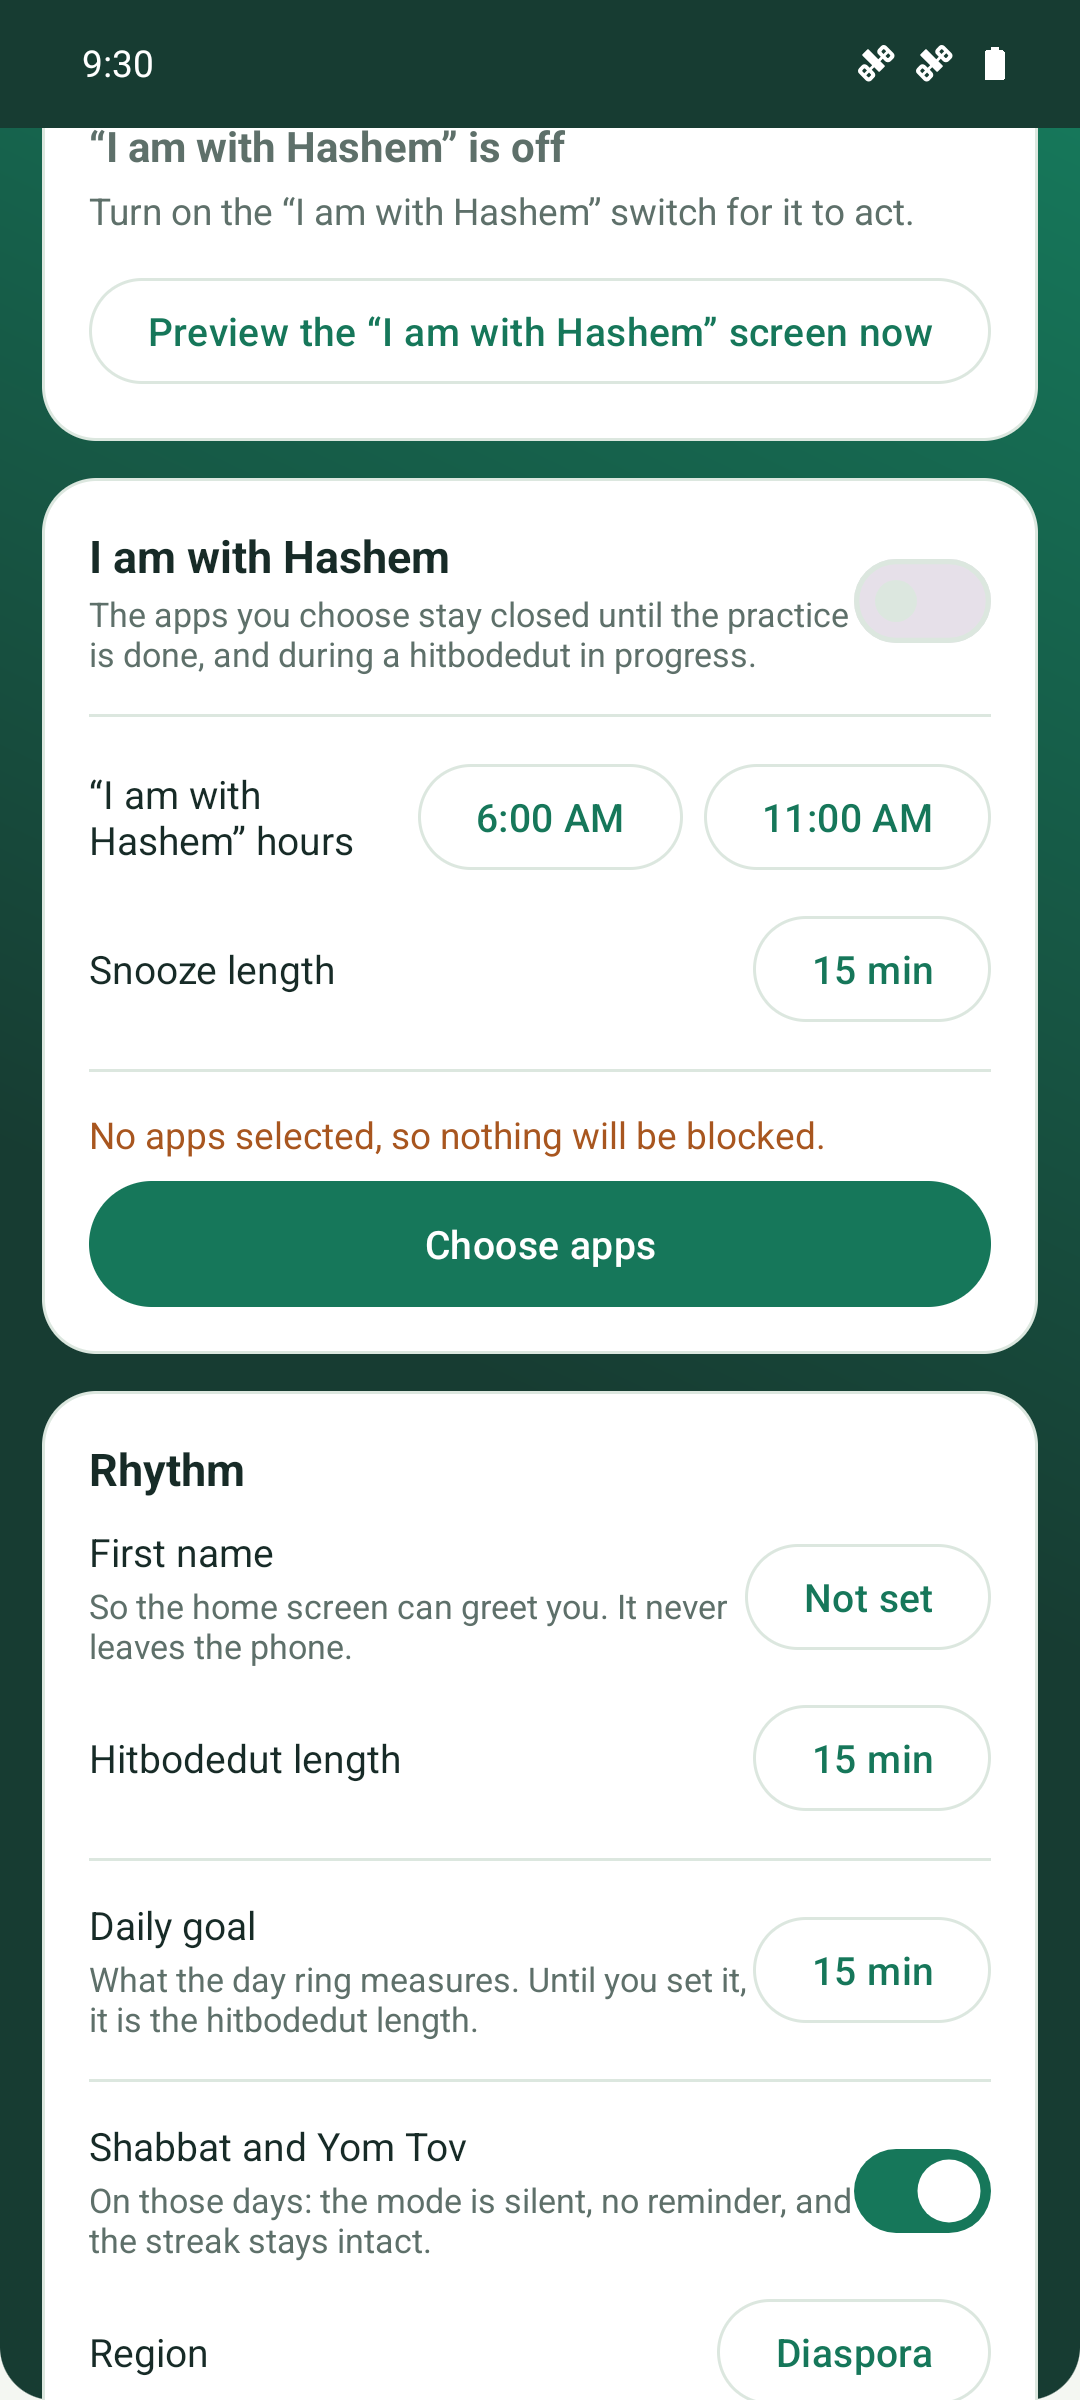 9:30
“I am with Hashem” is off
Turn on the “I am with Hashem” switch for it to act.
Preview the “I am with Hashem” screen now
I am with Hashem
The apps you choose stay closed until the practice
is done, and during a hitbodedut in progress.
“I am with
Hashem” hours
6:00 AM
11:00 AM
Snooze length
15 min
No apps selected, so nothing will be blocked.
Choose apps
Rhythm
First name
So the home screen can greet you. It never
leaves the phone.
Not set
Hitbodedut length
15 min
Daily goal
What the day ring measures. Until you set it,
it is the hitbodedut length.
15 min
Shabbat and Yom Tov
On those days: the mode is silent, no reminder, and
the streak stays intact.
Region
Diaspora